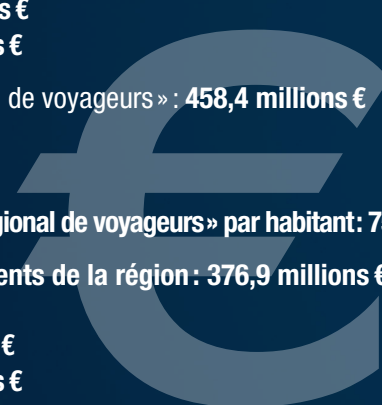 s €
s €
de voyageurs » : 458,4 millions €
gional de voyageurs » par habitant : 7
ents de la région : 376,9 millions €
€
s €